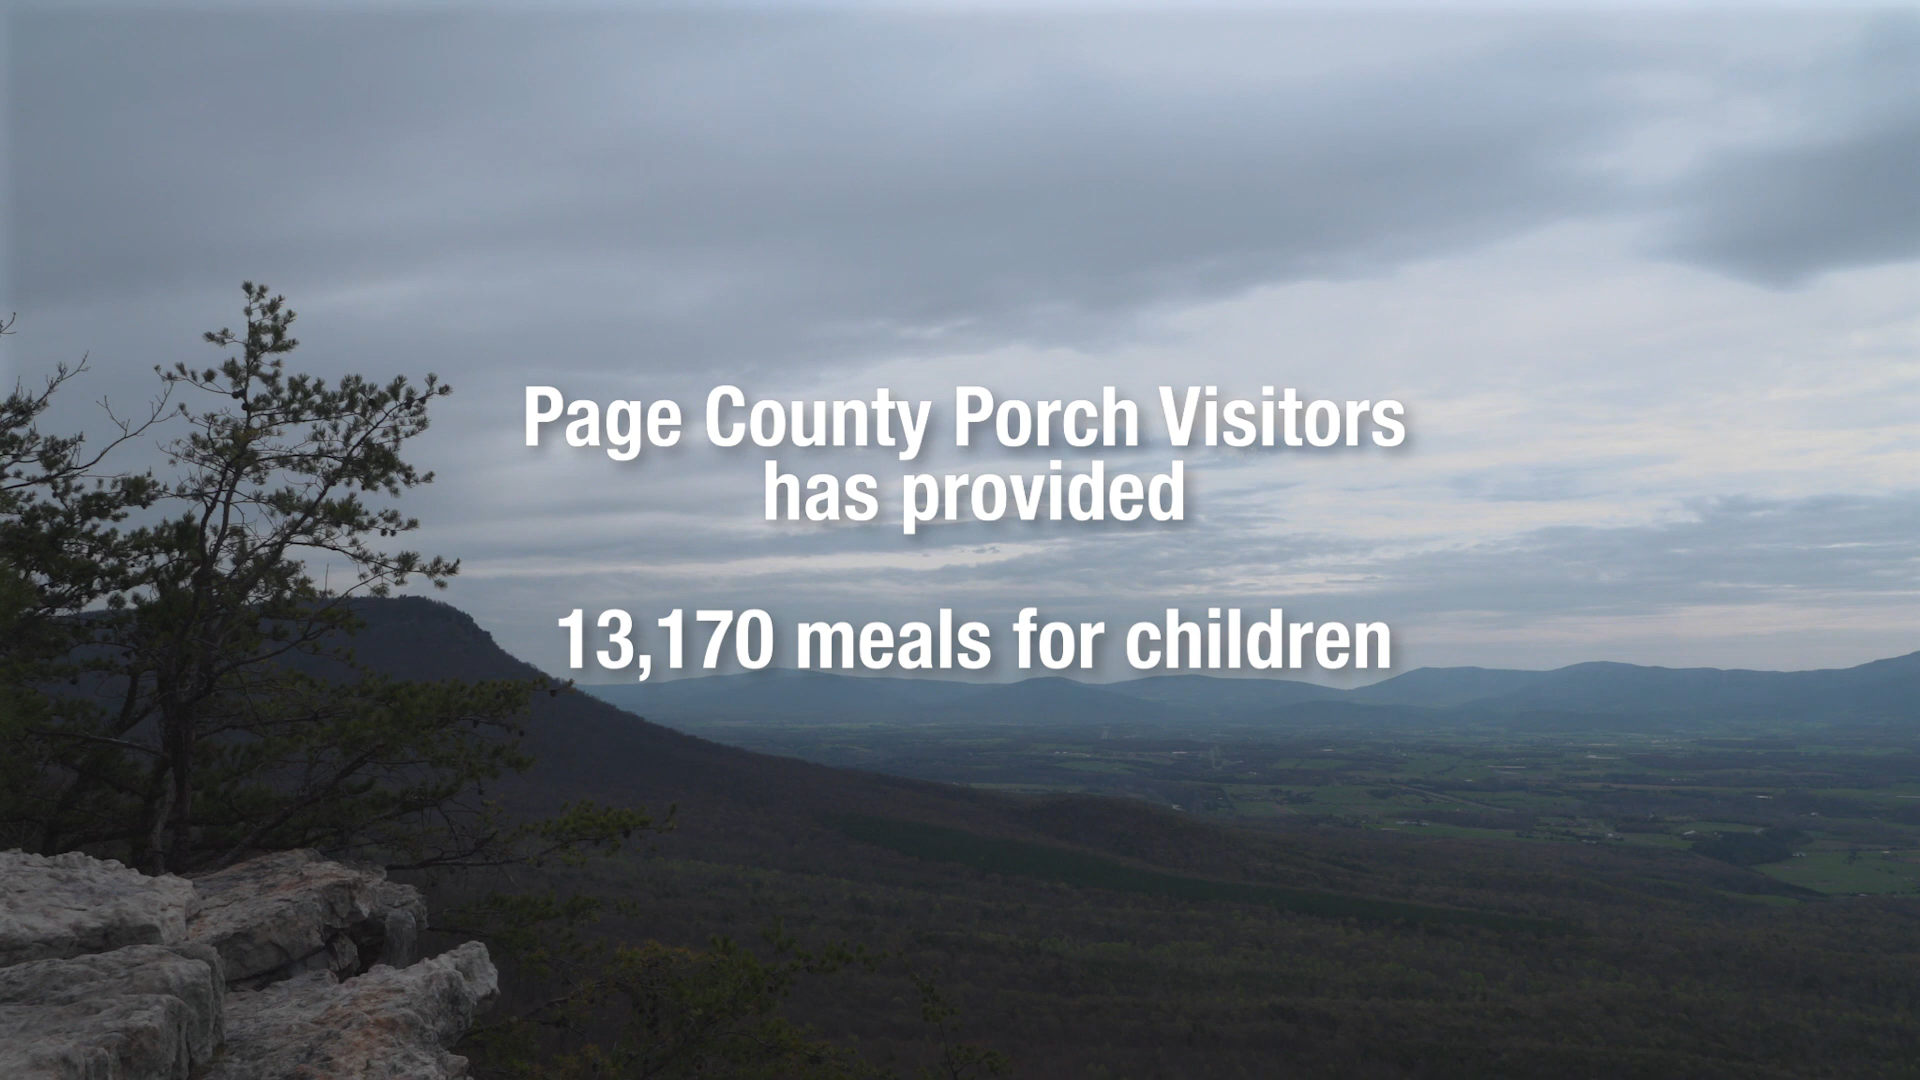 Page County Porch Visitors
has provided
13,170 meals for children